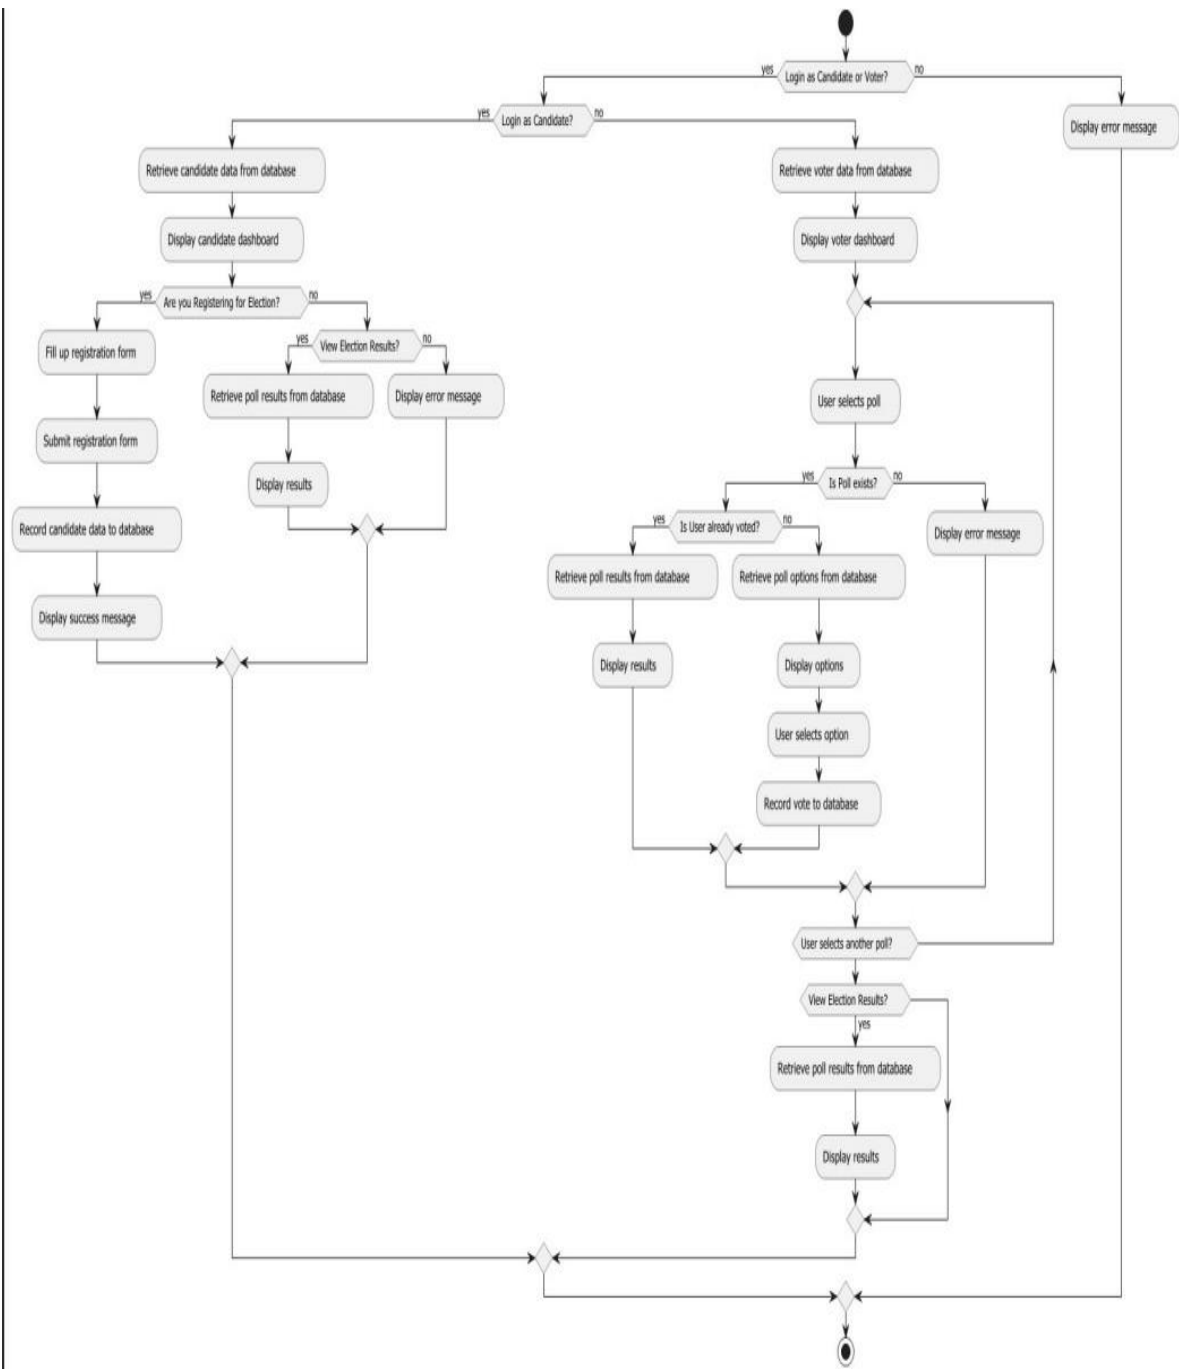 Login as Candidate or Voter?
yes
no
Login as Candidate?
yes
no
Display error message
Retrieve candidate data from database
Retrieve voter data from database
Display candidate dashboard
Display voter dashboard
Are you Registering for Election?
yes
no
Fill up registration form
View Election Results?
yes
no
Retrieve poll results from database
Display error message
User selects poll
Submit registration form
Display results
Is Poll exists?
yes
no
Record candidate data to database
Is User already voted?
yes
no
Display error message
Retrieve poll results from database
Retrieve poll options from database
Display success message
Display results
Display options
User selects option
Record vote to database
User selects another poll?
View Election Results?
yes
Retrieve poll results from database
Display results